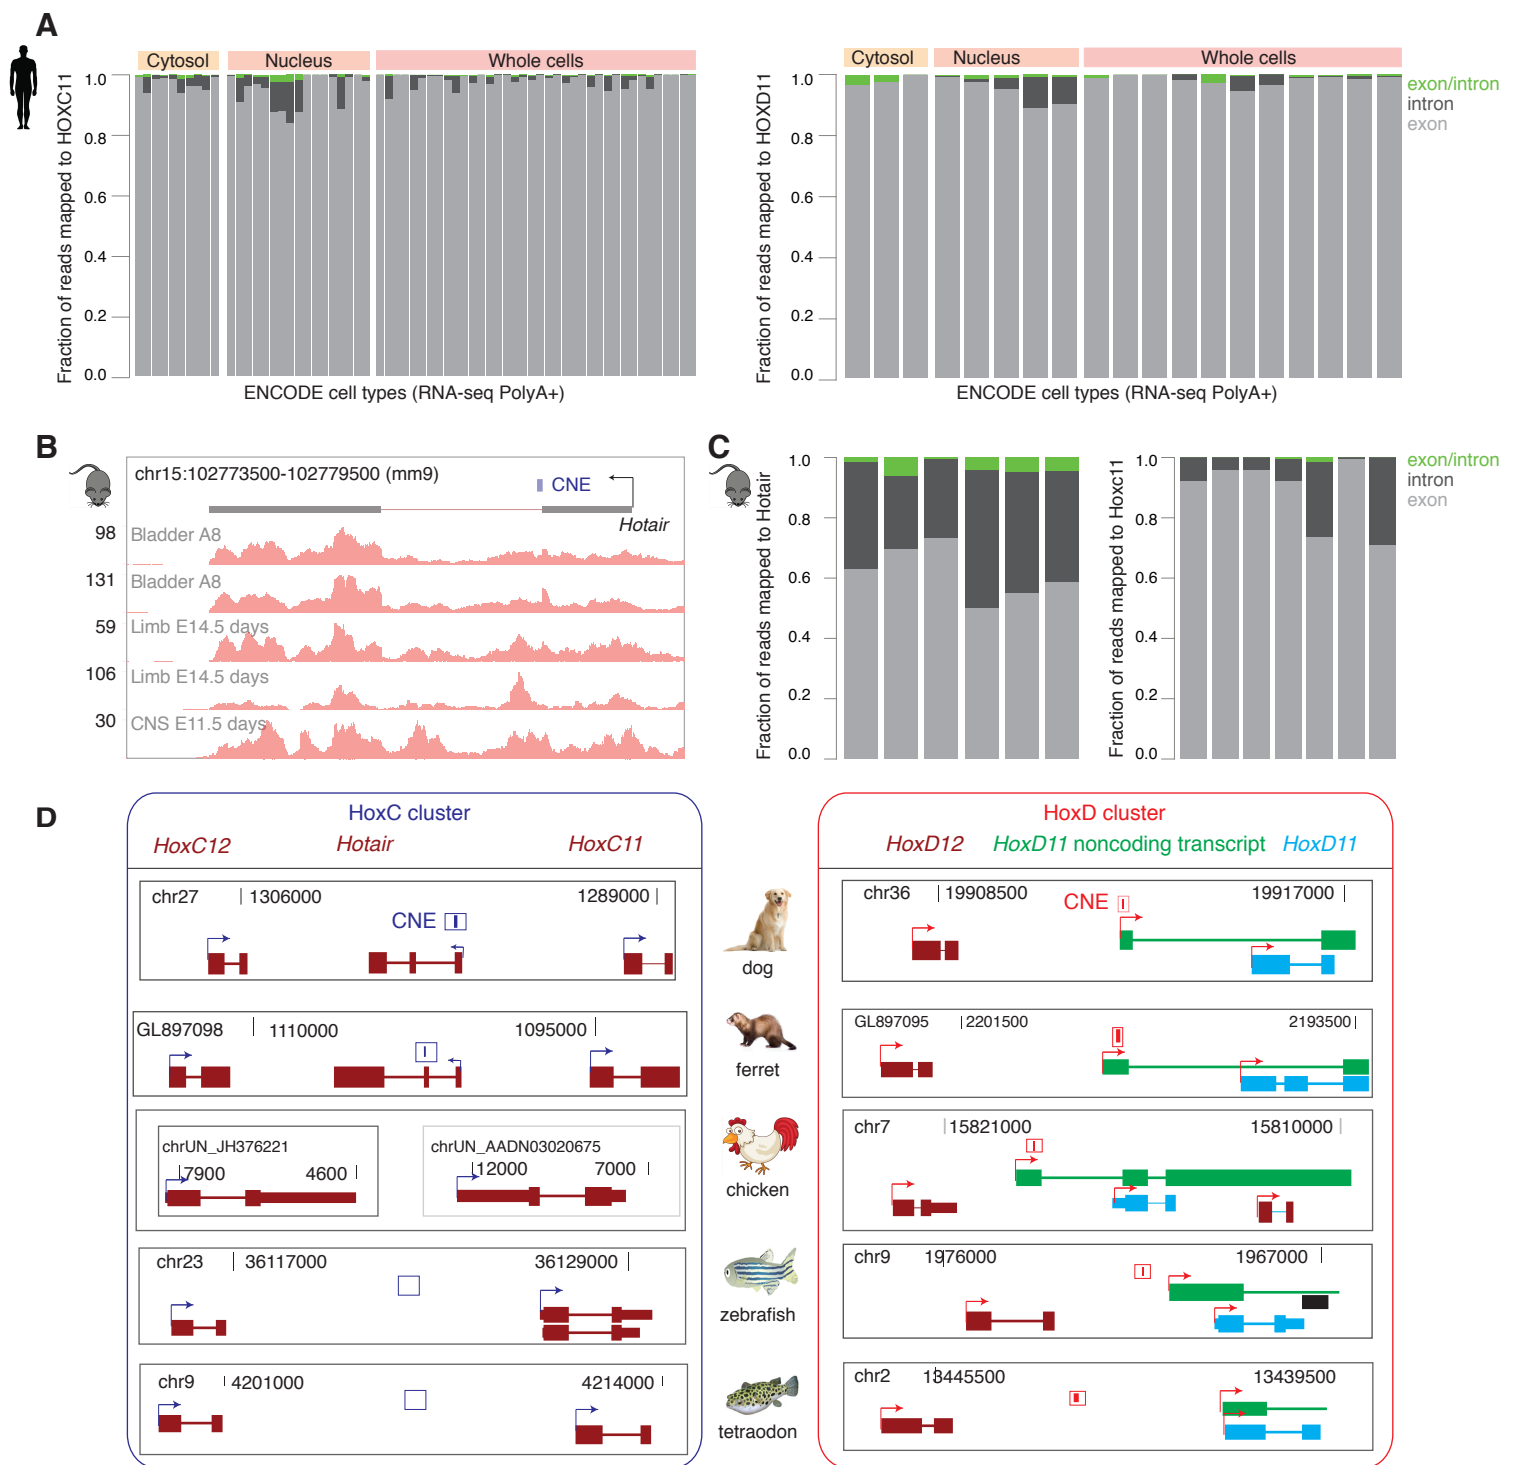 A
Cytosol
Nucleus
Whole cells
Fraction of reads mapped to HOXC11
1.0
0.8
0.6
0.4
0.2
0.0
ENCODE cell types (RNA-seq PolyA+)
Cytosol
Nucleus
Whole cells
Fraction of reads mapped to HOXD11
1.0
0.8
0.6
0.4
0.2
0.0
ENCODE cell types (RNA-seq PolyA+)
exon/intron
intron
exon
B
chr15:102773500-102779500 (mm9)
CNE
Hotair
98 Bladder A8
131 Bladder A8
59 Limb E14.5 days
106 Limb E14.5 days
30 CNS E11.5 days
C
Fraction of reads mapped to Hotair
1.0
0.8
0.6
0.4
0.2
0.0
Fraction of reads mapped to Hoxc11
1.0
0.8
0.6
0.4
0.2
0.0
exon/intron
intron
exon
D
HoxC cluster
HoxC12 Hotair HoxC11
HoxD cluster
HoxD12 HoxD11 noncoding transcript HoxD11
chr27 1306000 1289000
CNE
dog
chr36 19908500 19917000
CNE
GL897098 1110000 1095000
ferret
GL897095 2201500 2193500
chrUN_JH376221
7900 4600
chrUN_AADN03020675
12000 7000
chicken
chr7 15821000 15810000
chr23 36117000 36129000
zebrafish
chr9 1976000 1967000
chr9 4201000 4214000
tetraodon
chr2 13445500 13439500